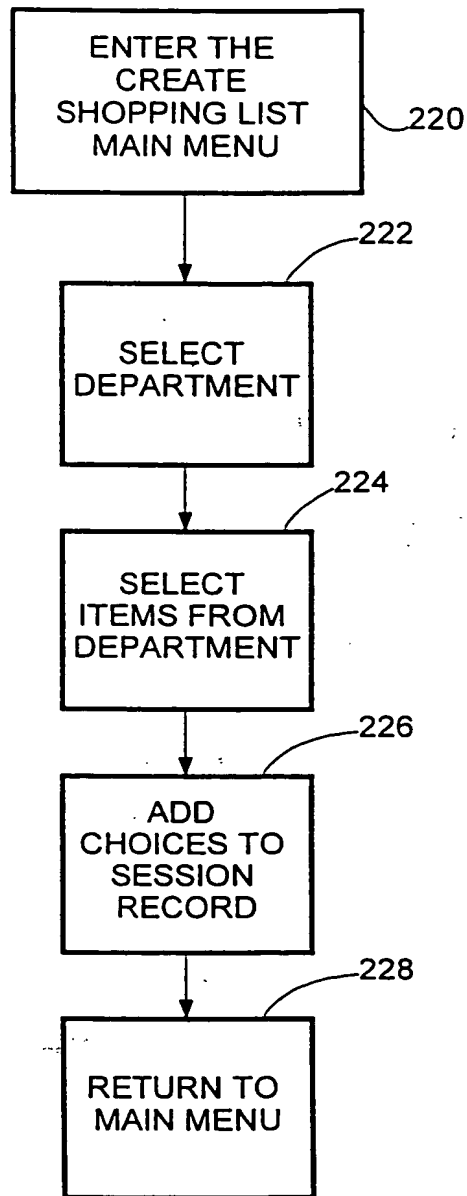 ENTER THE
CREATE
SHOPPING LIST
MAIN MENU
220
222
SELECT
DEPARTMENT
224
SELECT
ITEMS FROM
DEPARTMENT
226
ADD
CHOICES TO
SESSION
RECORD
228
RETURN TO
MAIN MENU